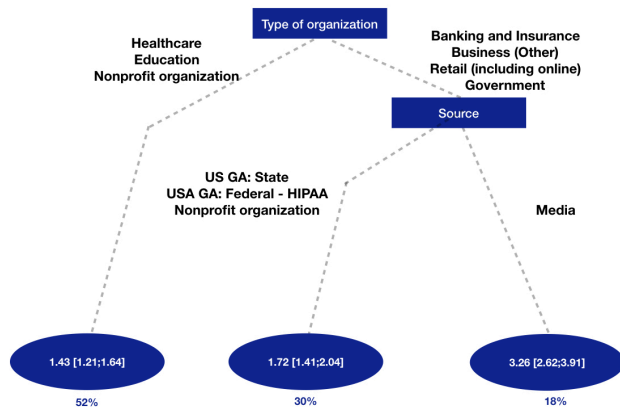 Type of organization
Healthcare
Education
Nonprofit organization
Banking and Insurance
Business (Other)
Retail (including online)
Government
Source
US GA: State
USA GA: Federal - HIPAA
Nonprofit organization
Media
1.43 [1.21;1.64]
1.72 [1.41;2.04]
3.26 [2.62;3.91]
52%
30%
18%